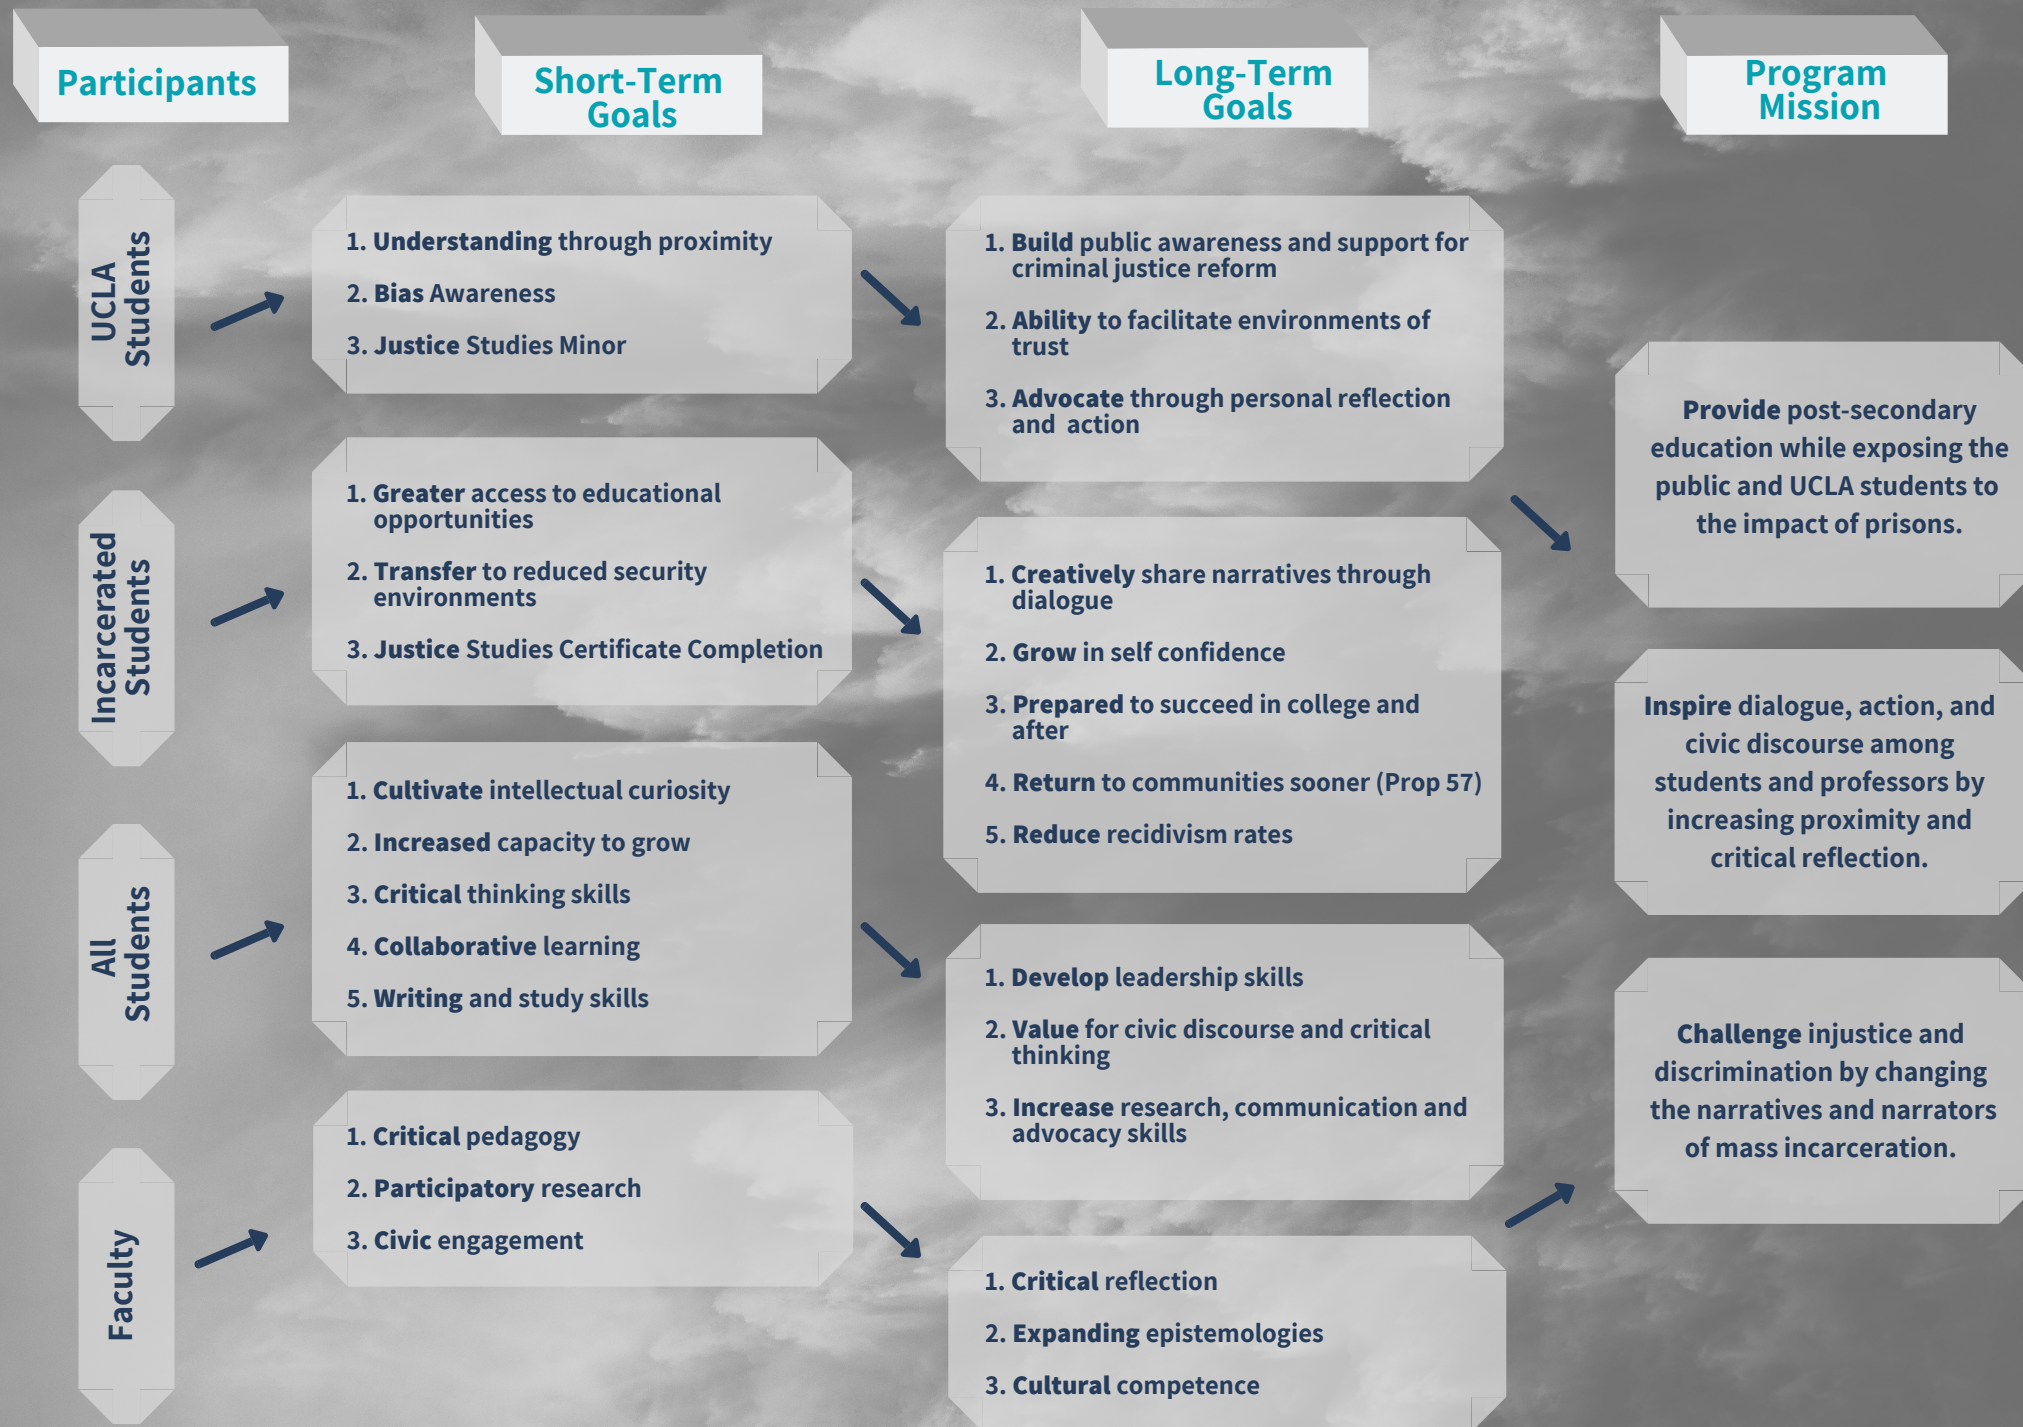 Participants
Short-Term
Goals
Long-Term
Goals
Program
Mission
UCLA
Students
1. Understanding through proximity
2. Bias Awareness
3. Justice Studies Minor
1. Build public awareness and support for
criminal justice reform
2. Ability to facilitate environments of
trust
3. Advocate through personal reflection
and action
Incarcerated
Students
1. Greater access to educational
opportunities
2. Transfer to reduced security
environments
3. Justice Studies Certificate Completion
1. Creatively share narratives through
dialogue
2. Grow in self confidence
3. Prepared to succeed in college and
after
4. Return to communities sooner (Prop 57)
5. Reduce recidivism rates
All
Students
1. Cultivate intellectual curiosity
2. Increased capacity to grow
3. Critical thinking skills
4. Collaborative learning
5. Writing and study skills
1. Develop leadership skills
2. Value for civic discourse and critical
thinking
3. Increase research, communication and
advocacy skills
Faculty
1. Critical pedagogy
2. Participatory research
3. Civic engagement
1. Critical reflection
2. Expanding epistemologies
3. Cultural competence
Provide post-secondary
education while exposing the
public and UCLA students to
the impact of prisons.
Inspire dialogue, action, and
civic discourse among
students and professors by
increasing proximity and
critical reflection.
Challenge injustice and
discrimination by changing
the narratives and narrators
of mass incarceration.